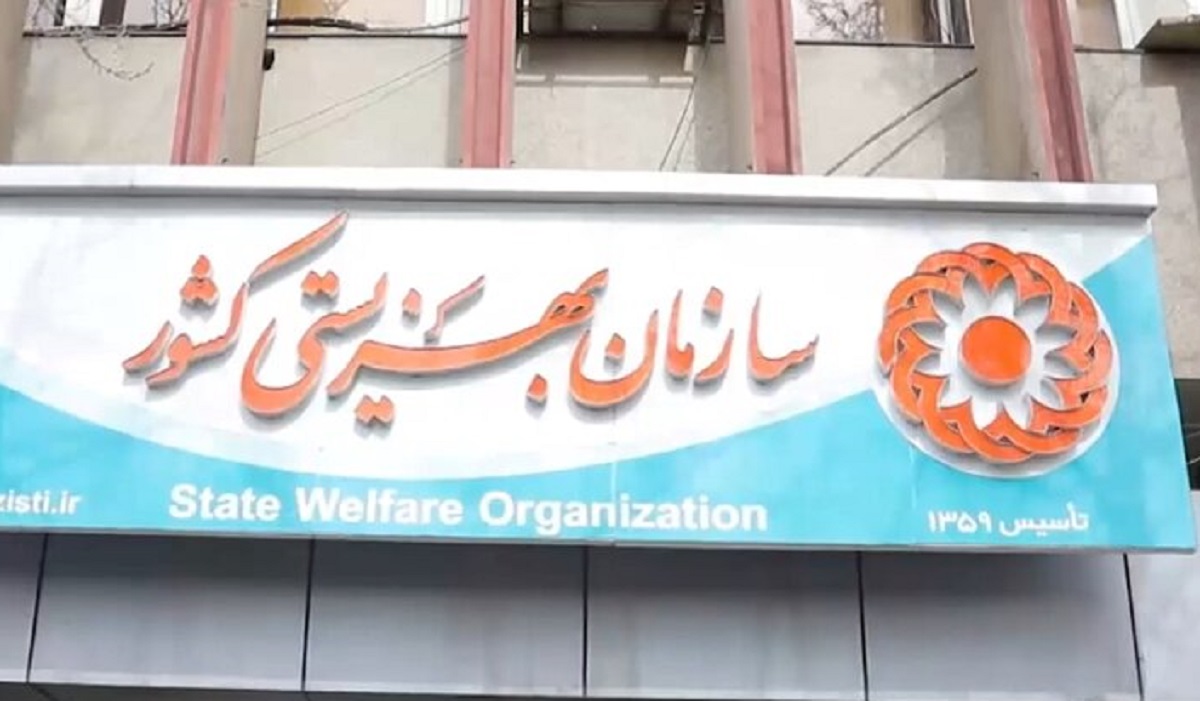 سازمان بهزیستی کشور
State Welfare Organization
zisti.ir
تأسیس ۱۳۵۹